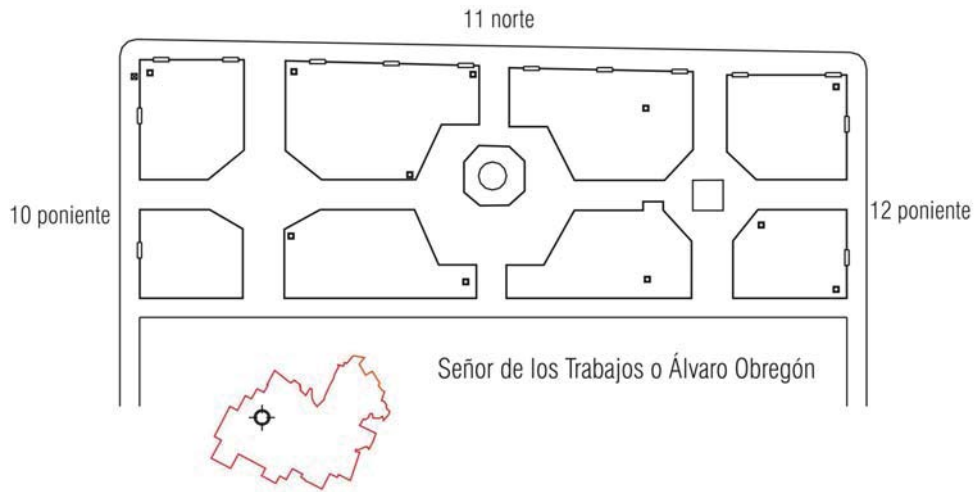 11 norte
10 poniente
12 poniente
Señor de los Trabajos o Álvaro Obregón